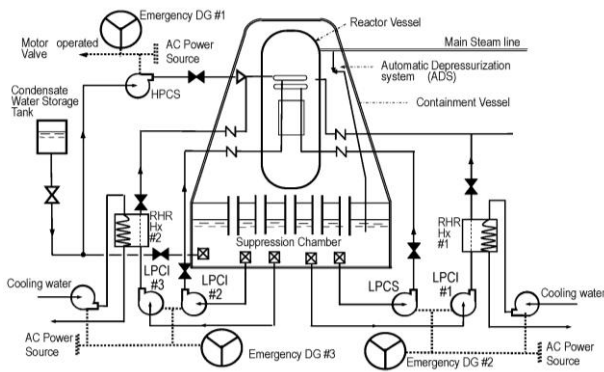 Emergency DG #1
Reactor Vessel
Motor operated
Valve
AC Power
Source
Main Steam line
Automatic Depressurization
system (ADS)
HPCS
Condensate
Water Storage
Tank
Containment Vessel
RHR
Hx
#2
RHR
Hx
#1
Suppression Chamber
LPCI
#3
LPCI
#2
LPCS
LPCI
#1
Cooling water
Cooling water
AC Power
Source
Emergency DG #3
Emergency DG #2
AC Power
Source